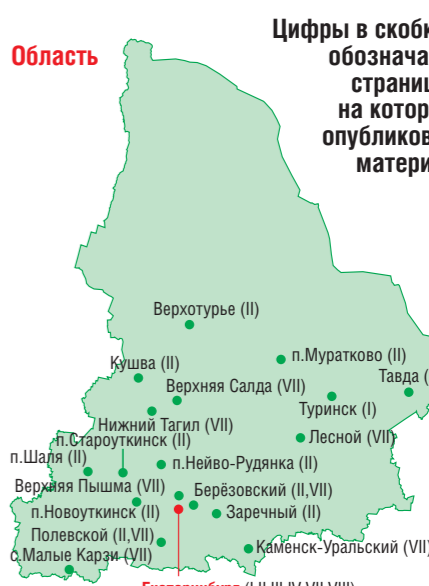 Область
Цифры в скобк
обознача
страниц
на котор
опубликов
матери
Верхотурье (II)
п.Муратково (II)
Кушва (II)
Тавда (
Верхняя Салда (VII)
Туринск (I)
Нижний Тагил (VII)
п.Староуткинск (II)
Лесной (VII)
п.Шаля (II)
п.Нейво-Рудянка (II)
Верхняя Пышма (VII)
Берёзовский (II,VII)
п.Новоуткинск (II)
Заречный (II)
Полевской (II,VII)
Каменск-Уральский (VII)
с.Малые Карзи (VII)